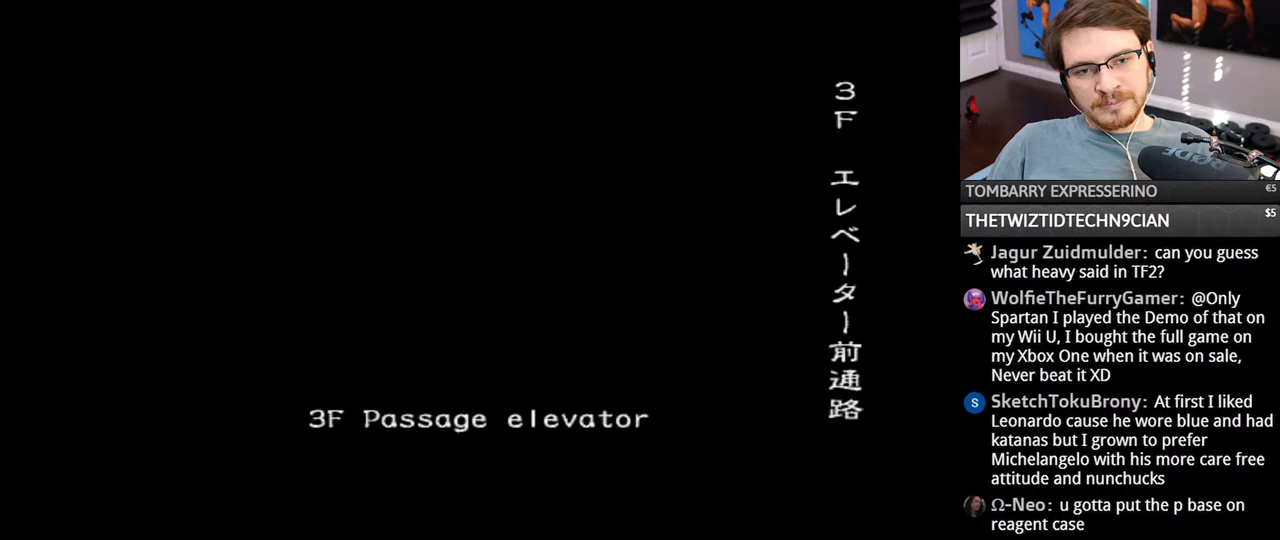 3F エレベーター前通路
3F Passage elevator
RODE
TOMBARRY EXPRESSERINO
€5
THETWIZTIDTECHN9CIAN
$5
Jagur Zuidmulder: can you guess
what heavy said in TF2?
WolfieTheFurryGamer: @Only
Spartan I played the Demo of that on
my Wii U, I bought the full game on
my Xbox One when it was on sale,
Never beat it XD
S
SketchTokuBrony: At first I liked
Leonardo cause he wore blue and had
katanas but I grown to prefer
Michelangelo with his more care free
attitude and nunchucks
Ω-Neo: u gotta put the p base on
reagent case